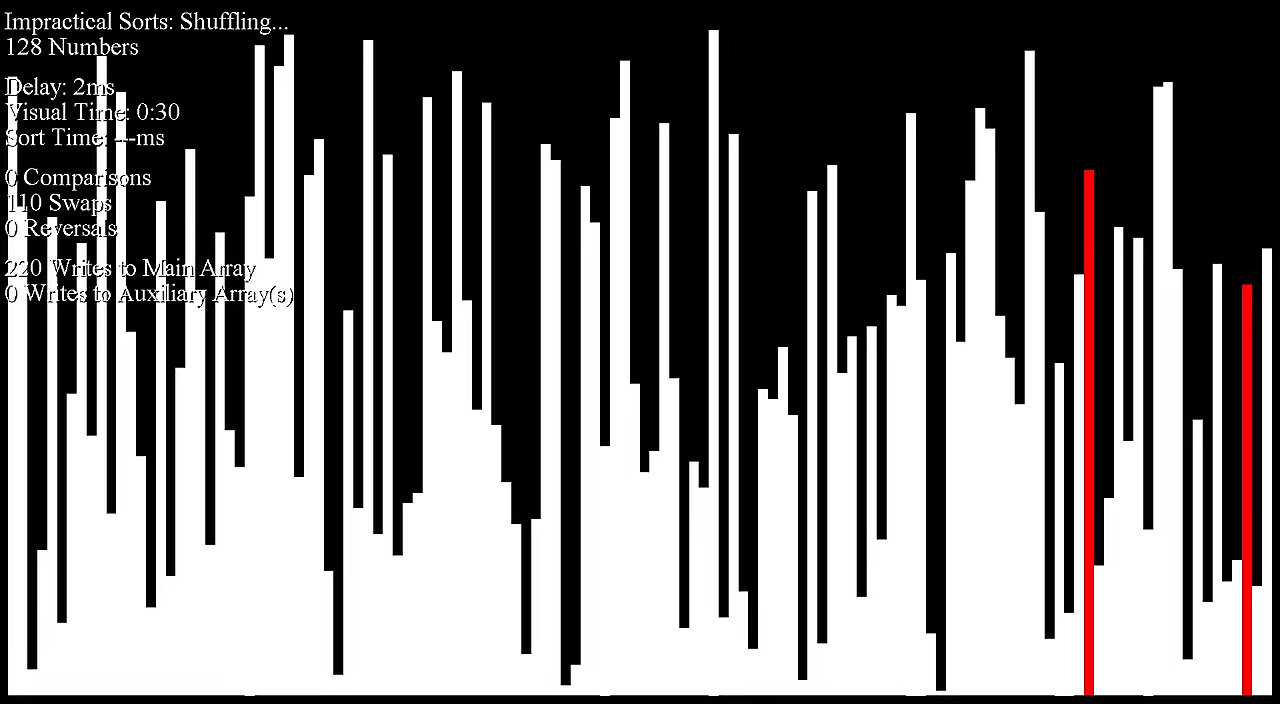 Impractical Sorts: Shuffling...
128 Numbers
Delay: 2ms
Visual Time: 0:30
Sort Time: ---ms
0 Comparisons
110 Swaps
0 Reversals
220 Writes to Main Array
0 Writes to Auxiliary Array(s)